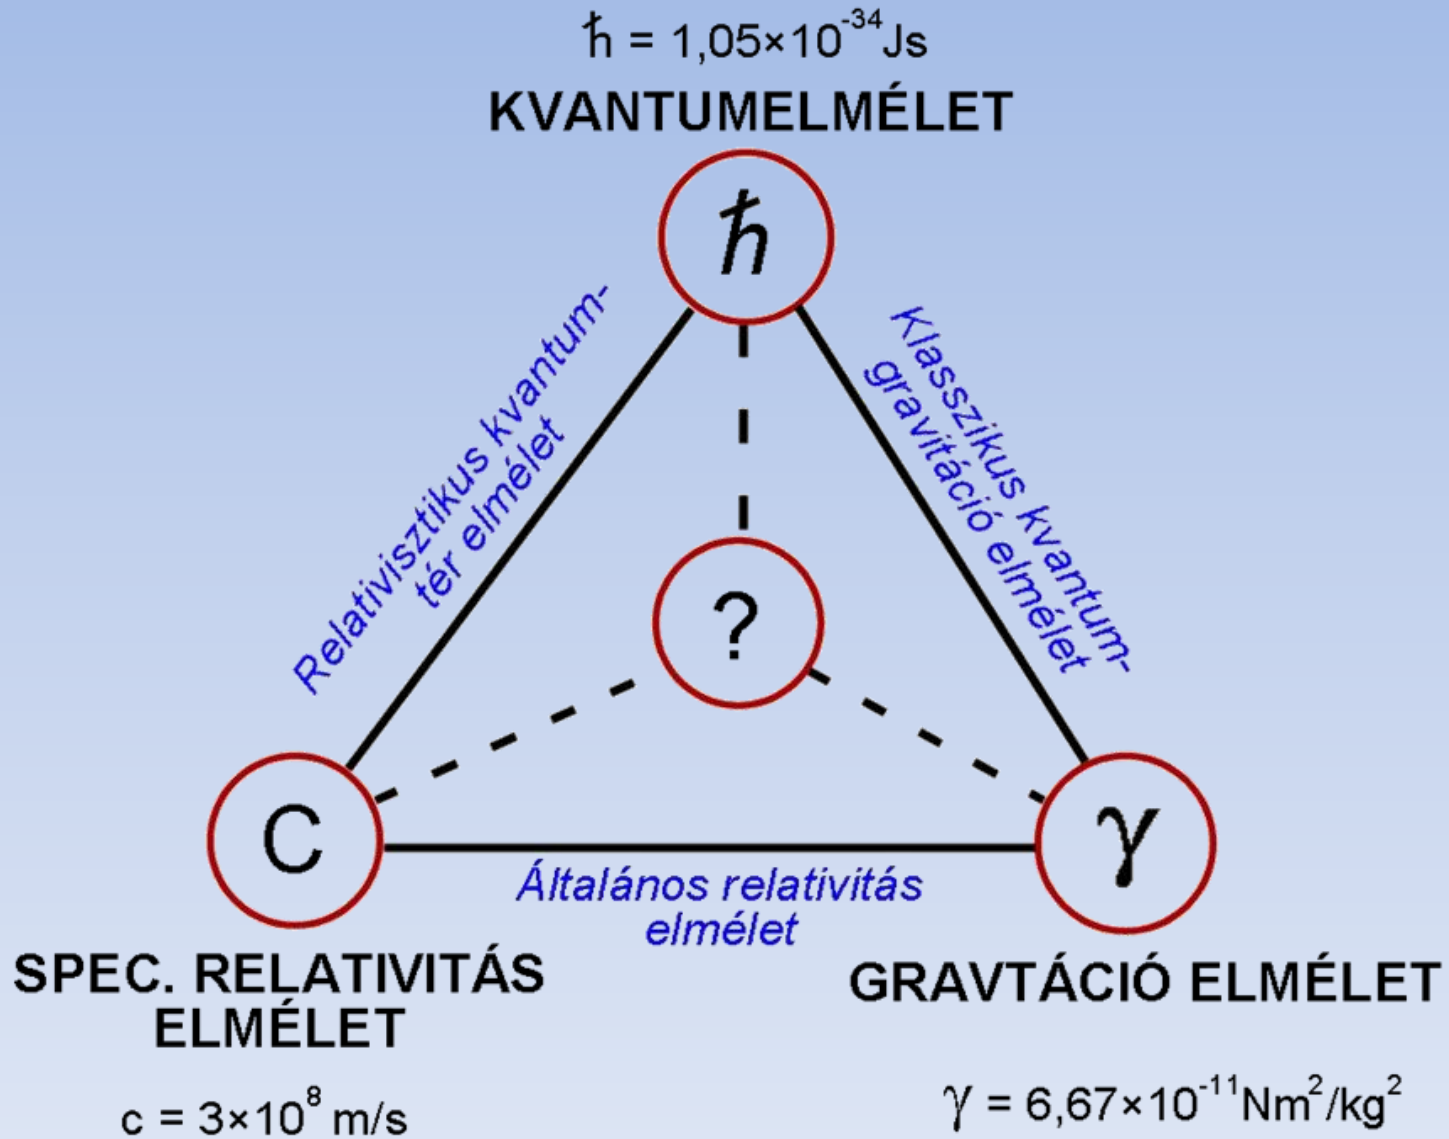 ħ = 1,05×10⁻³⁴Js
KVANTUMELMÉLET
ħ
Relativisztikus kvantum-
tér elmélet
Klasszikus kvantum-
gravitáció elmélet
?
C
γ
Általános relativitás
elmélet
SPEC. RELATIVITÁS
ELMÉLET
c = 3×10⁸ m/s
GRAVTÁCIÓ ELMÉLET
γ = 6,67×10⁻¹¹Nm²/kg²